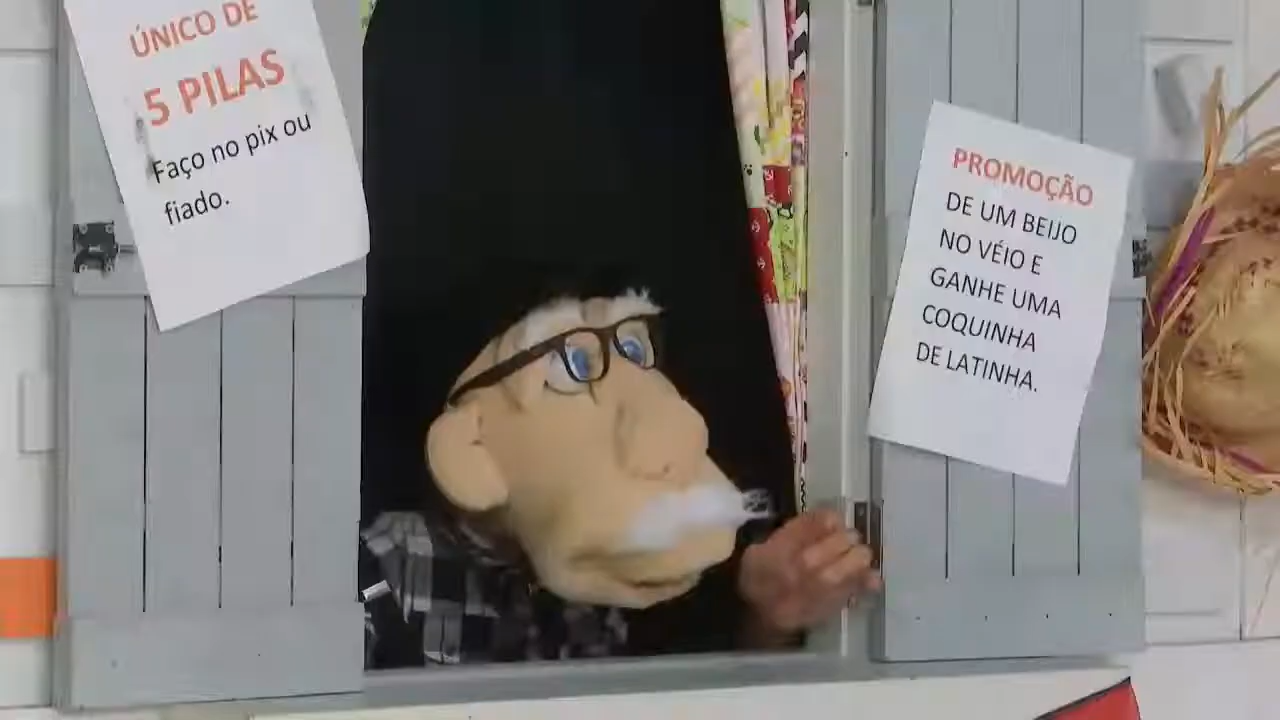 ÚNICO DE
5 PILAS
Faço no pix ou
fiado.
PROMOÇÃO
DE UM BEIJO
NO VÉIO E
GANHE UMA
COQUINHA
DE LATINHA.